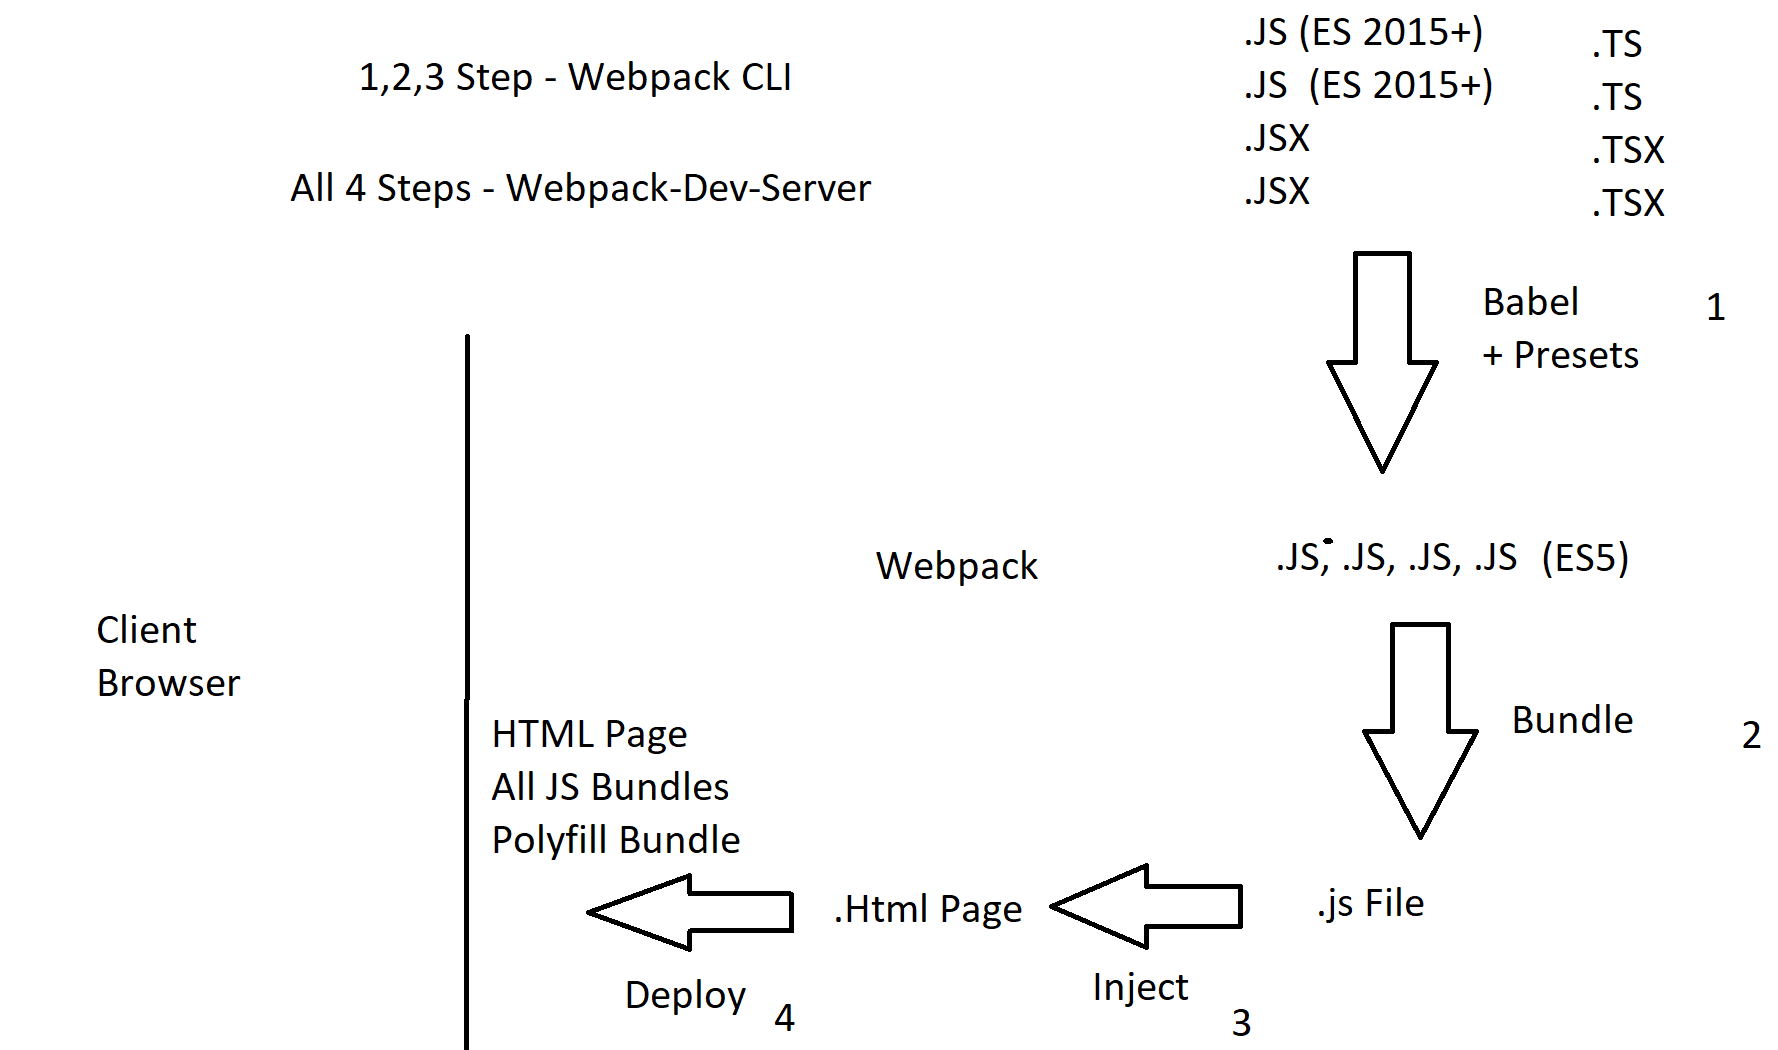 1,2,3 Step - Webpack CLI
All 4 Steps - Webpack-Dev-Server
.JS (ES 2015+)
.JS  (ES 2015+)
.JSX
.JSX
.TS
.TS
.TSX
.TSX
Babel
+ Presets
1
Webpack
.JS, .JS, .JS, .JS  (ES5)
Client
Browser
Bundle
2
HTML Page
All JS Bundles
Polyfill Bundle
.Html Page
.js File
Deploy
4
Inject
3